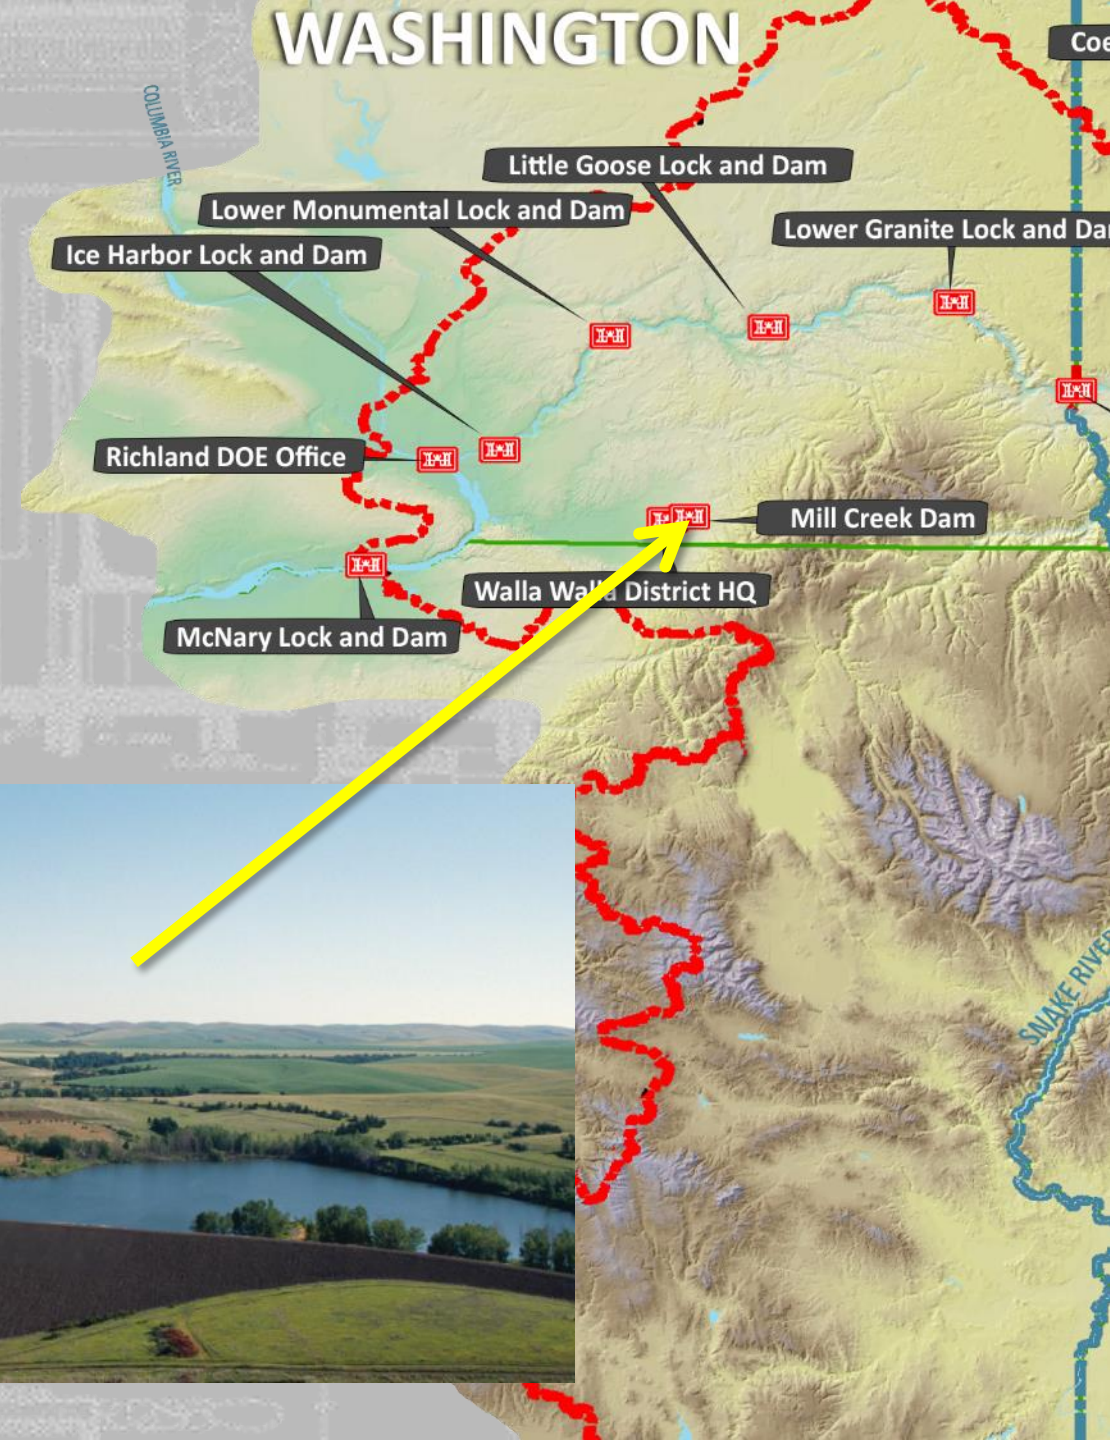 WASHINGTON
Coe
COLUMBIA RIVER
Little Goose Lock and Dam
Lower Monumental Lock and Dam
Lower Granite Lock and Da
Ice Harbor Lock and Dam
Richland DOE Office
Mill Creek Dam
Walla Walla District HQ
McNary Lock and Dam
SNAKE RIVER